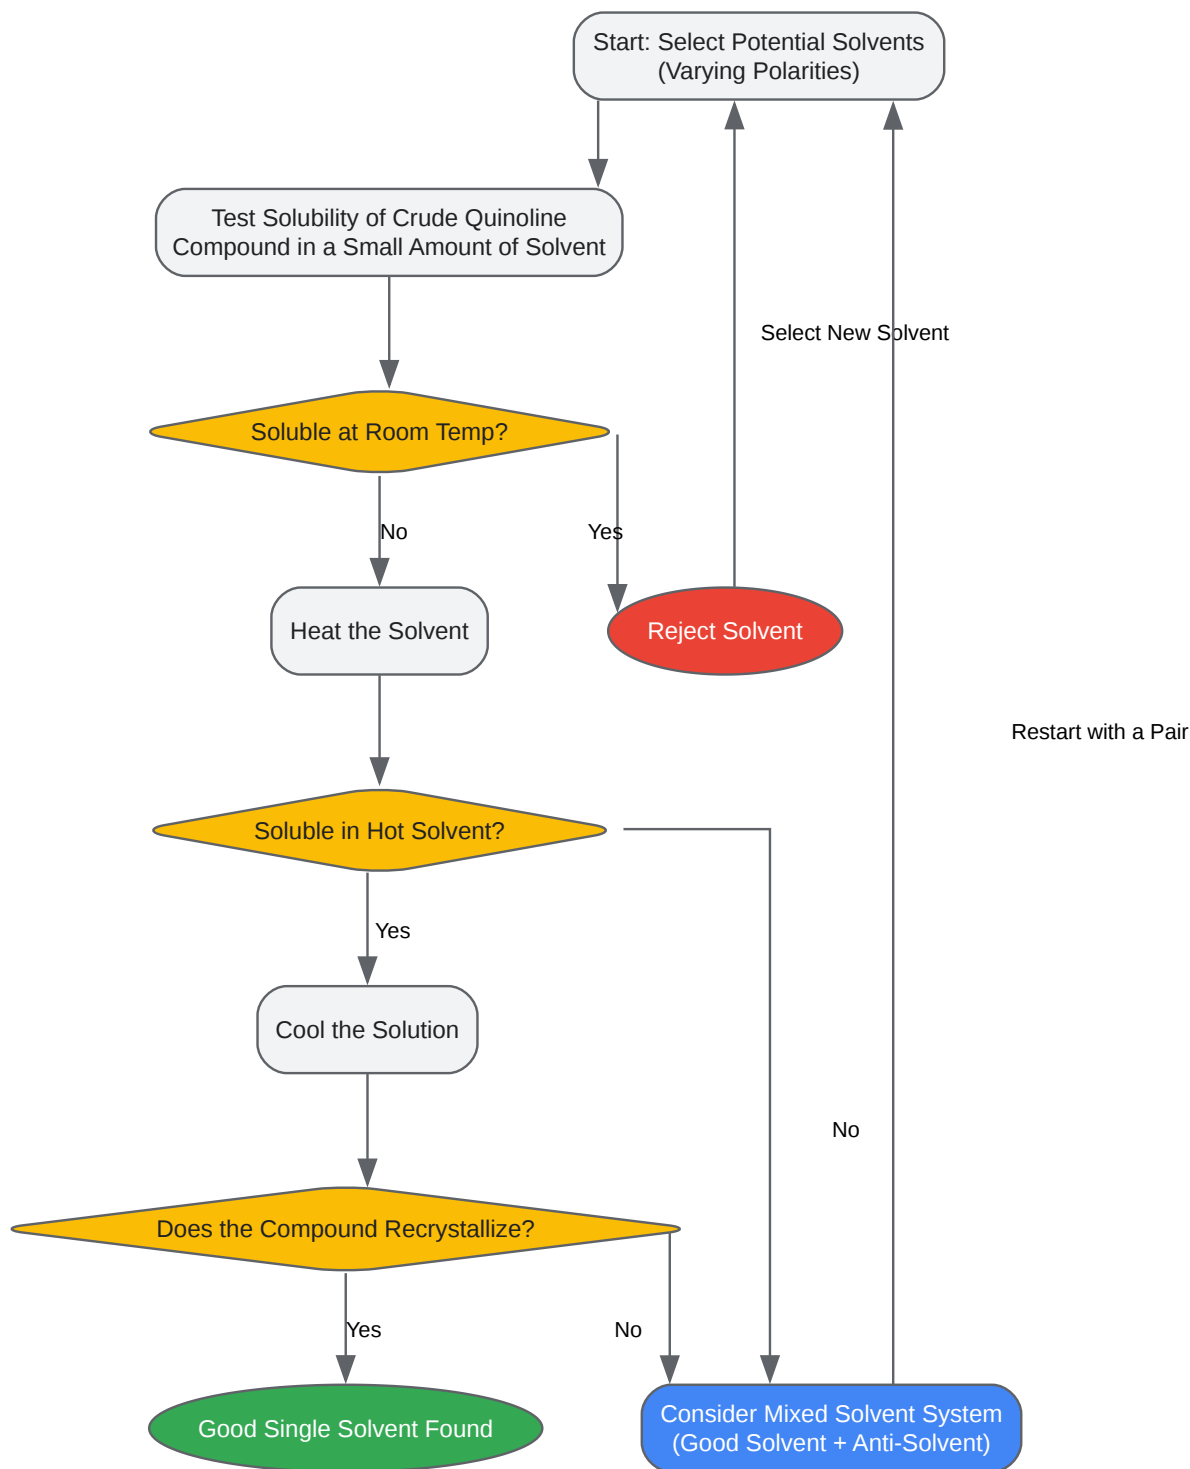 Start: Select Potential Solvents
(Varying Polarities)
Test Solubility of Crude Quinoline
Compound in a Small Amount of Solvent
Select New Solvent
Soluble at Room Temp?
No
Yes
Heat the Solvent
Reject Solvent
Restart with a Pair
Soluble in Hot Solvent?
Yes
Cool the Solution
No
Does the Compound Recrystallize?
Yes
No
Good Single Solvent Found
Consider Mixed Solvent System
(Good Solvent + Anti-Solvent)